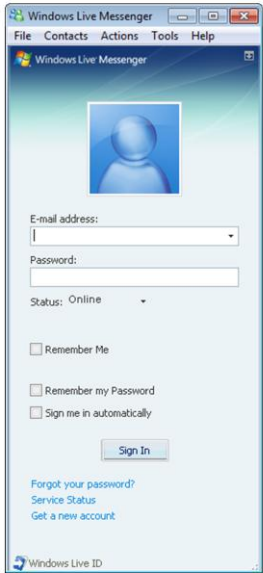 Windows Live Messenger
File Contacts Actions Tools Help
Windows Live Messenger
E-mail address:
Password:
Status: Online
Remember Me
Remember my Password
Sign me in automatically
Sign In
Forgot your password?
Service Status
Get a new account
Windows Live ID